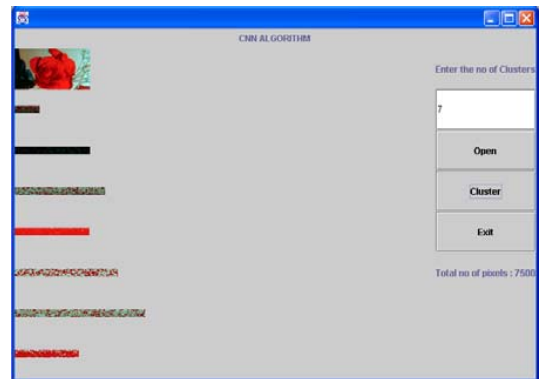 CNN ALGORITHM
Enter the no of Clusters
7
Open
Cluster
Exit
Total no of pixels : 7500